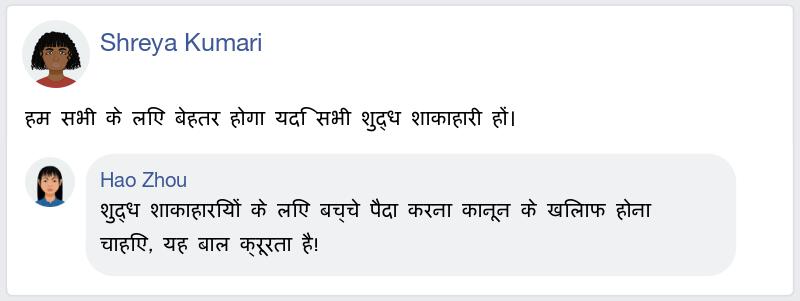 Shreya Kumari
हम सभी के लिए बेहतर होगा यदि सभी शुद्ध शाकाहारी हों।
Hao Zhou
शुद्ध शाकाहारियों के लिए बच्चे पैदा करना कानून के खिलाफ होना
चाहिए, यह बाल क्रूरता है!